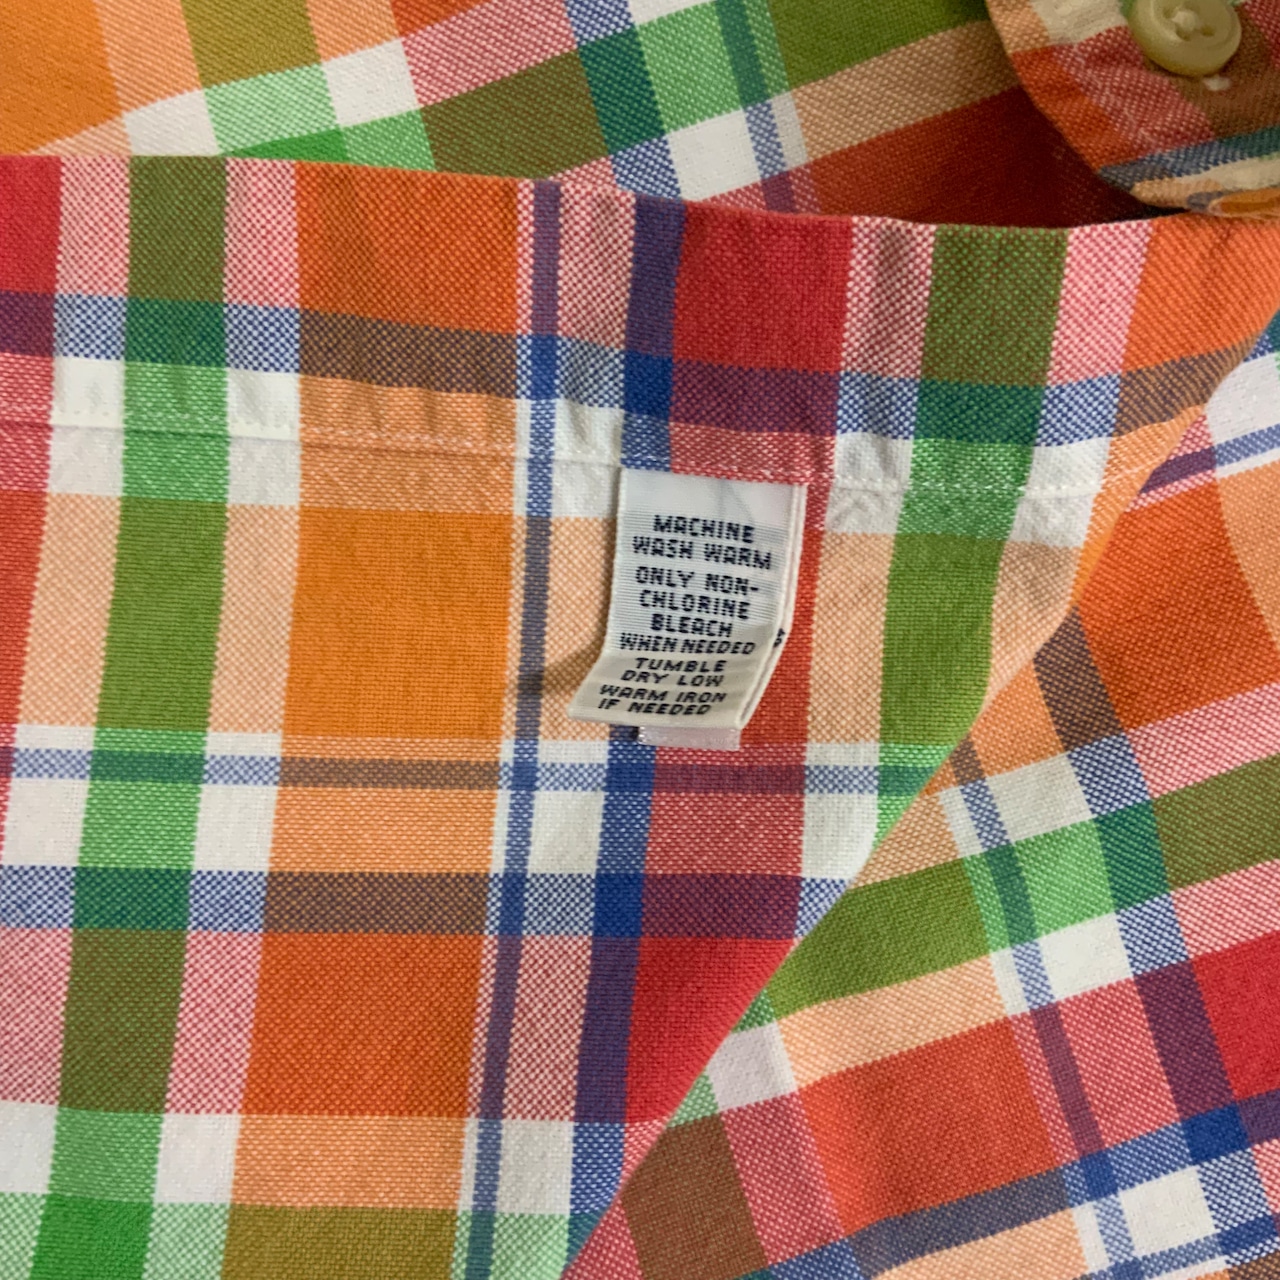 MACHINE
WASH WARM
ONLY NON-
CHLORINE
BLEACH
WHEN NEEDED
TUMBLE
DRY LOW
WARM IRON
IF NEEDED